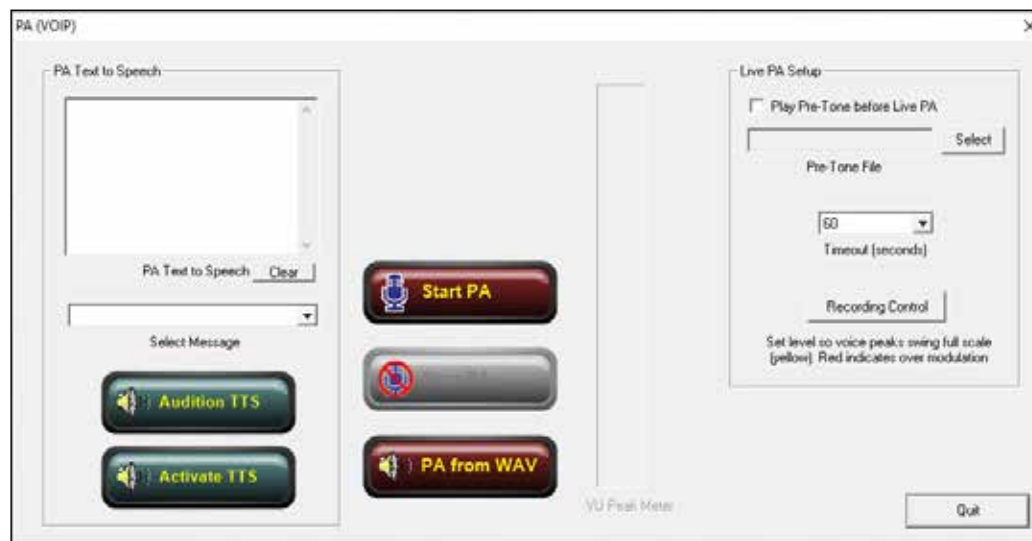 PA (VOIP)
PA Text to Speech
PA Text to Speech Clear
Select Message
Audition TTS
Activate TTS
Start PA
PA from WAV
VU Peak Meter
Live PA Setup
Play Pre-Tone before Live PA
Select
Pre-Tone File
60
Timeout (seconds)
Recording Control
Set level so voice peaks swing full scale
(yellow). Red indicates over modulation
Quit